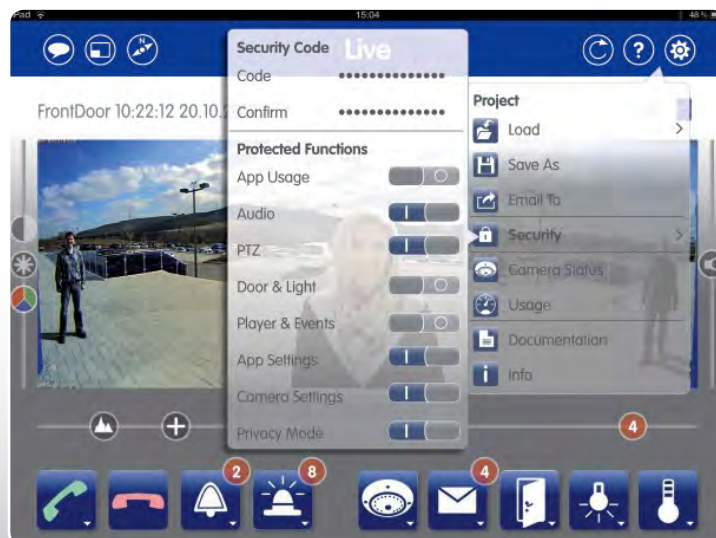 Pad 15:04 48 %
Live
FrontDoor 10:22:12 20.10.2
Security Code
Code ••••••••••••••
Confirm ••••••••••••••
Protected Functions
App Usage
Audio
PTZ
Door & Light
Player & Events
App Settings
Camera Settings
Privacy Mode
N
?
Project
Load
Save As
Email To
Security
Camera Status
Usage
Documentation
Info
4
2
8
4